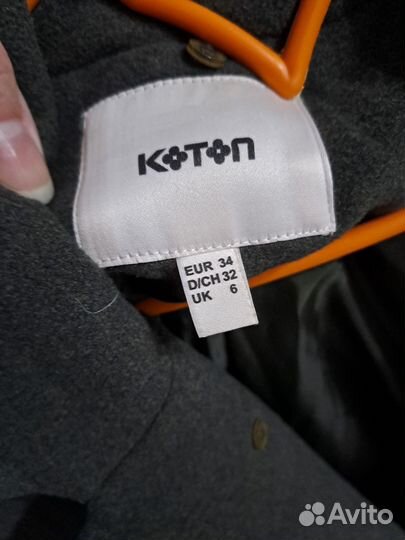 KOTON
EUR 34
D/CH 32
UK 6
Avito